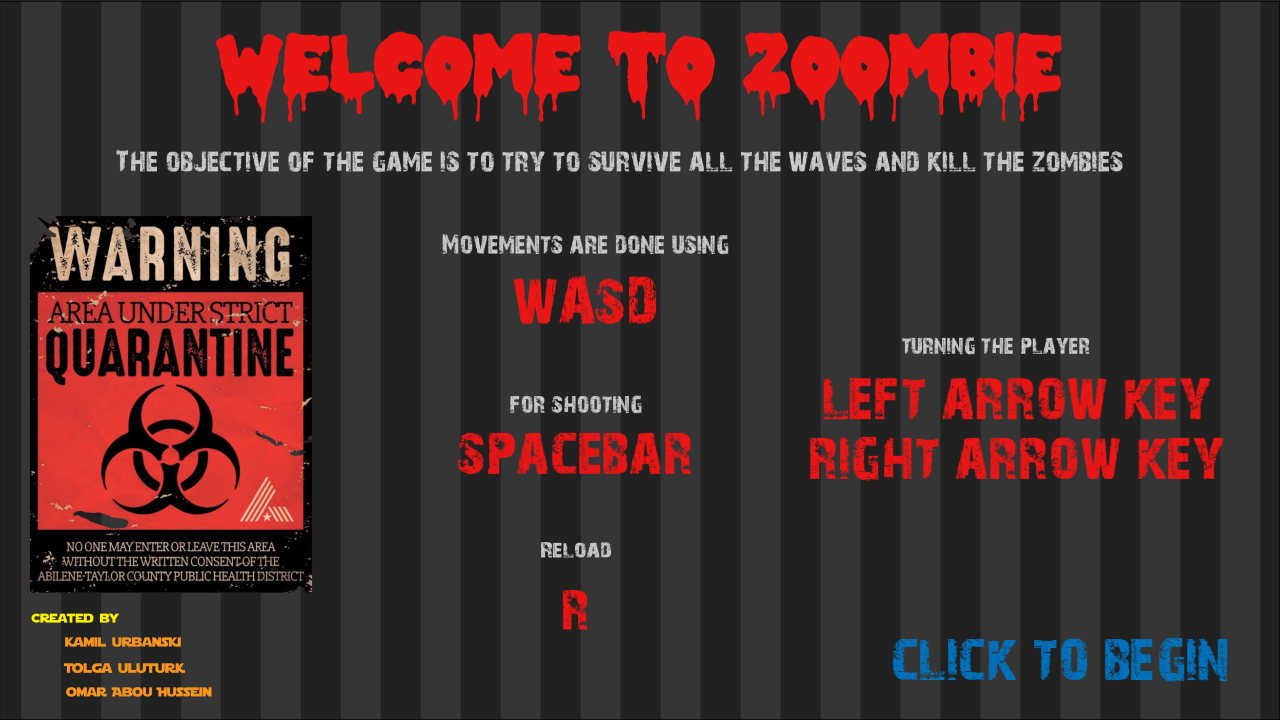 WELCOME TO ZOOMBIE
THE OBJECTIVE OF THE GAME IS TO TRY TO SURVIVE ALL THE WAVES AND KILL THE ZOMBIES
WARNING
AREA UNDER STRICT
QUARANTINE
NO ONE MAY ENTER OR LEAVE THIS AREA
WITHOUT THE WRITTEN CONSENT OF THE
ABILENE-TAYLOR COUNTY PUBLIC HEALTH DISTRICT
CREATED BY
KAMIL URBANSKI
TOLGA ULUTURK
OMAR ABOU HUSSEIN
MOVEMENTS ARE DONE USING
WASD
FOR SHOOTING
SPACEBAR
RELOAD
R
TURNING THE PLAYER
LEFT ARROW KEY
RIGHT ARROW KEY
CLICK TO BEGIN